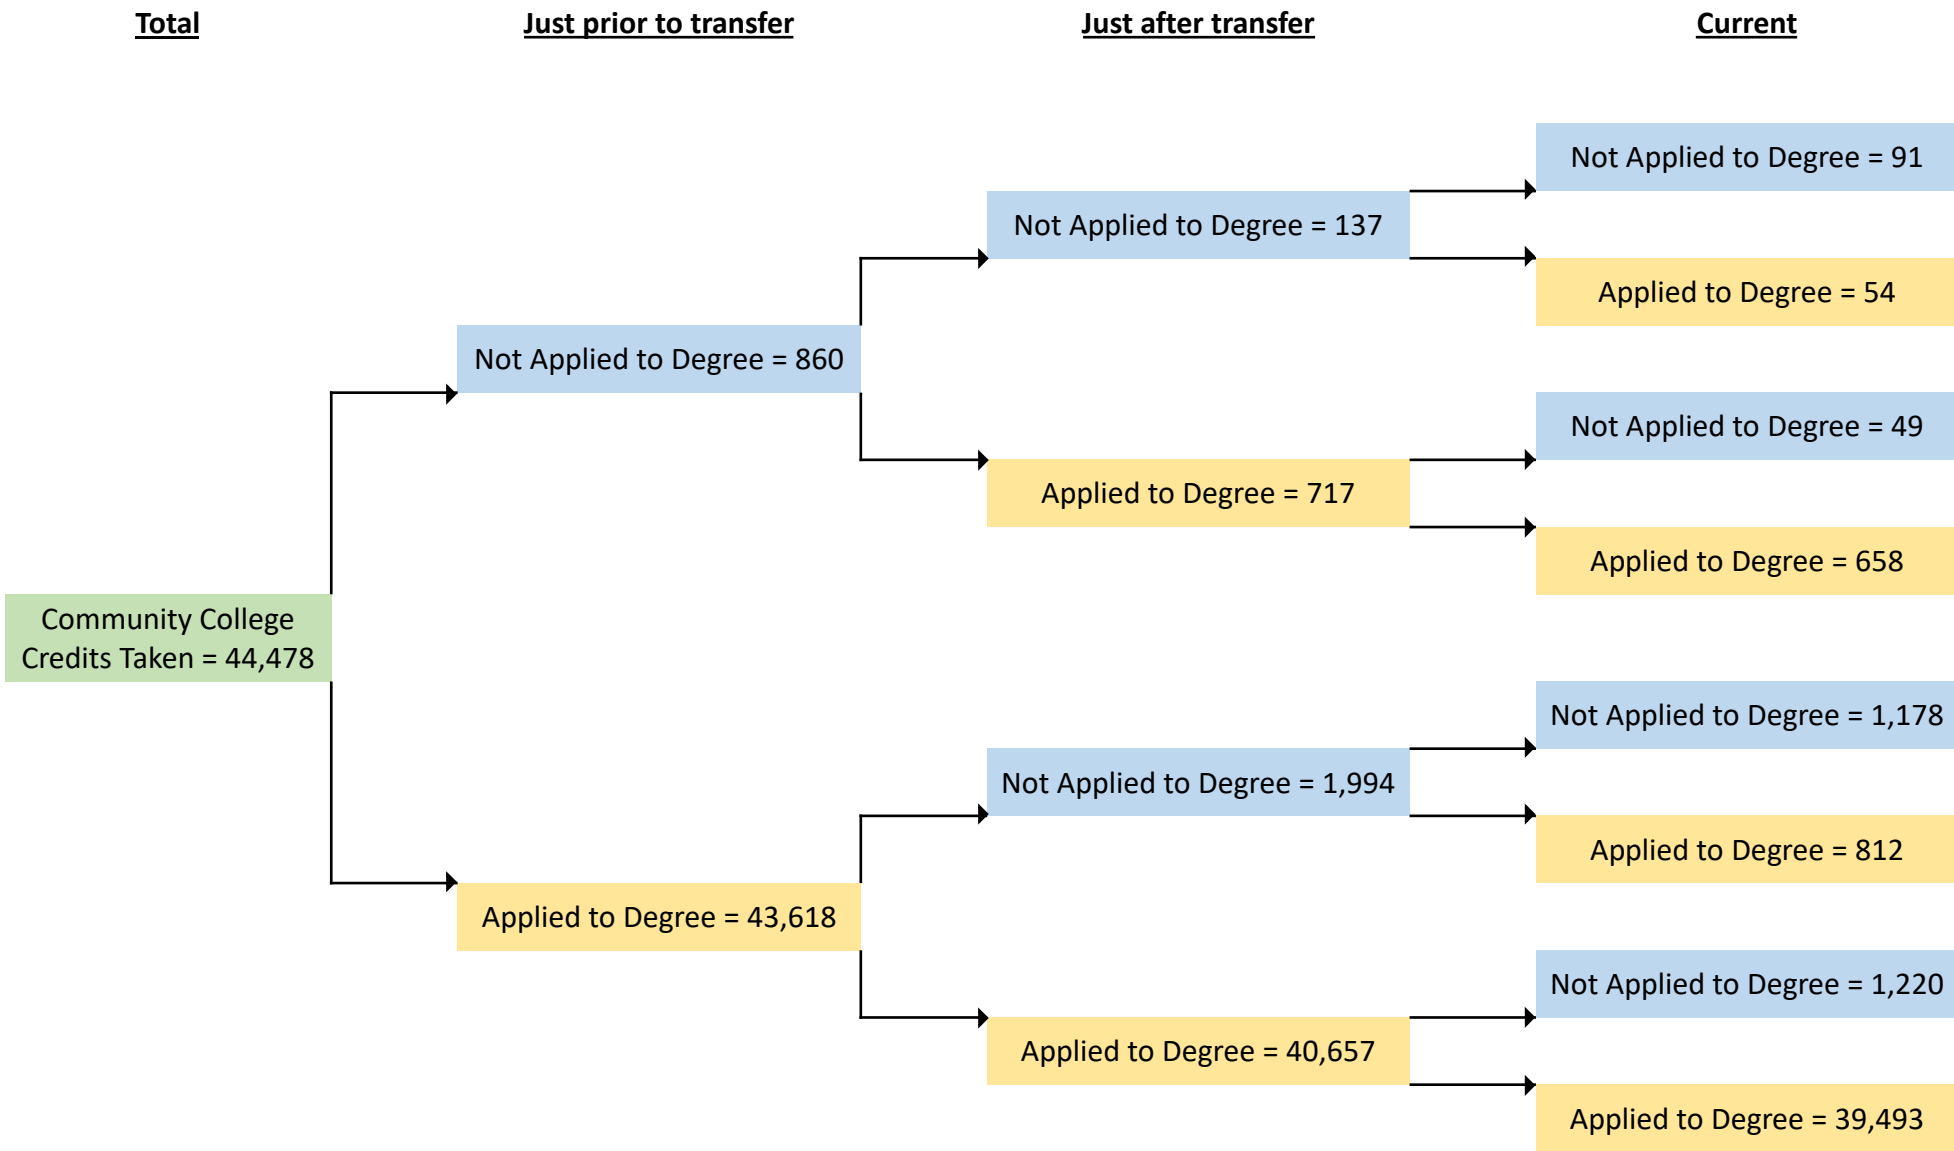 Total
Just prior to transfer
Just after transfer
Current
Not Applied to Degree = 91
Not Applied to Degree = 137
Applied to Degree = 54
Not Applied to Degree = 860
Not Applied to Degree = 49
Applied to Degree = 717
Applied to Degree = 658
Community College
Credits Taken = 44,478
Not Applied to Degree = 1,178
Not Applied to Degree = 1,994
Applied to Degree = 812
Applied to Degree = 43,618
Not Applied to Degree = 1,220
Applied to Degree = 40,657
Applied to Degree = 39,493